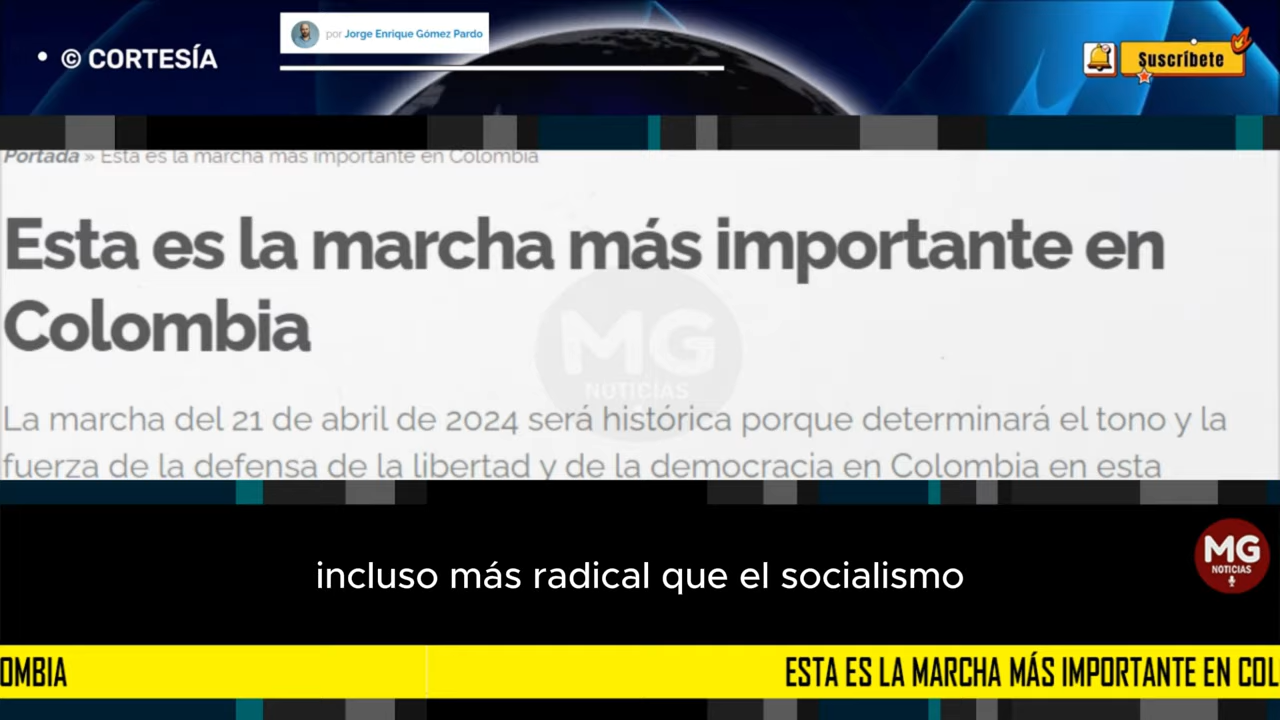 • © CORTESÍA
por Jorge Enrique Gómez Pardo
Suscríbete
Portada » Esta es la marcha más importante en Colombia
Esta es la marcha más importante en
Colombia
MG
NOTICIAS
La marcha del 21 de abril de 2024 será histórica porque determinará el tono y la
fuerza de la defensa de la libertad y de la democracia en Colombia en esta
incluso más radical que el socialismo
MG
NOTICIAS
OMBIA
ESTA ES LA MARCHA MÁS IMPORTANTE EN COL